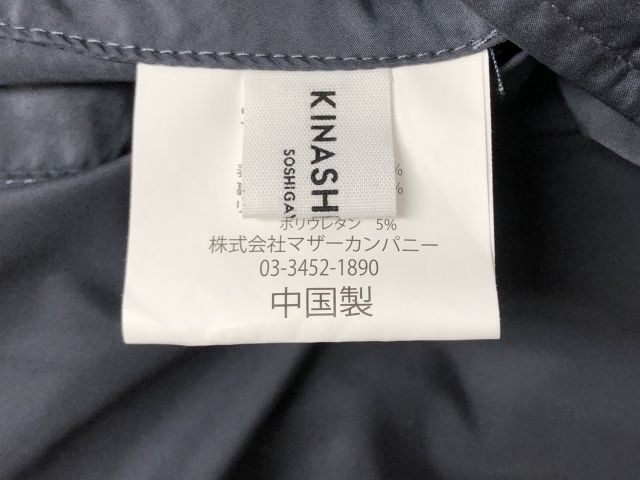 KINASH
SOSHIGA
%
%
ポリウレタン 5%
株式会社マザーカンパニー
03-3452-1890
中国製